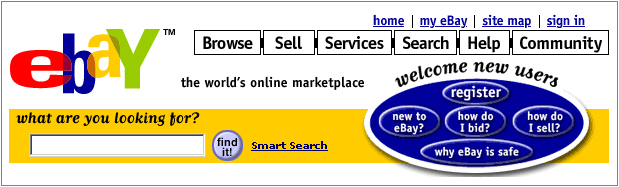 home | my eBay | site map | sign in
ebaY™
Browse Sell Services Search Help Community
the world's online marketplace
welcome new users
register
what are you looking for?
new to eBay?
how do I bid?
how do I sell?
find it!
Smart Search
why eBay is safe